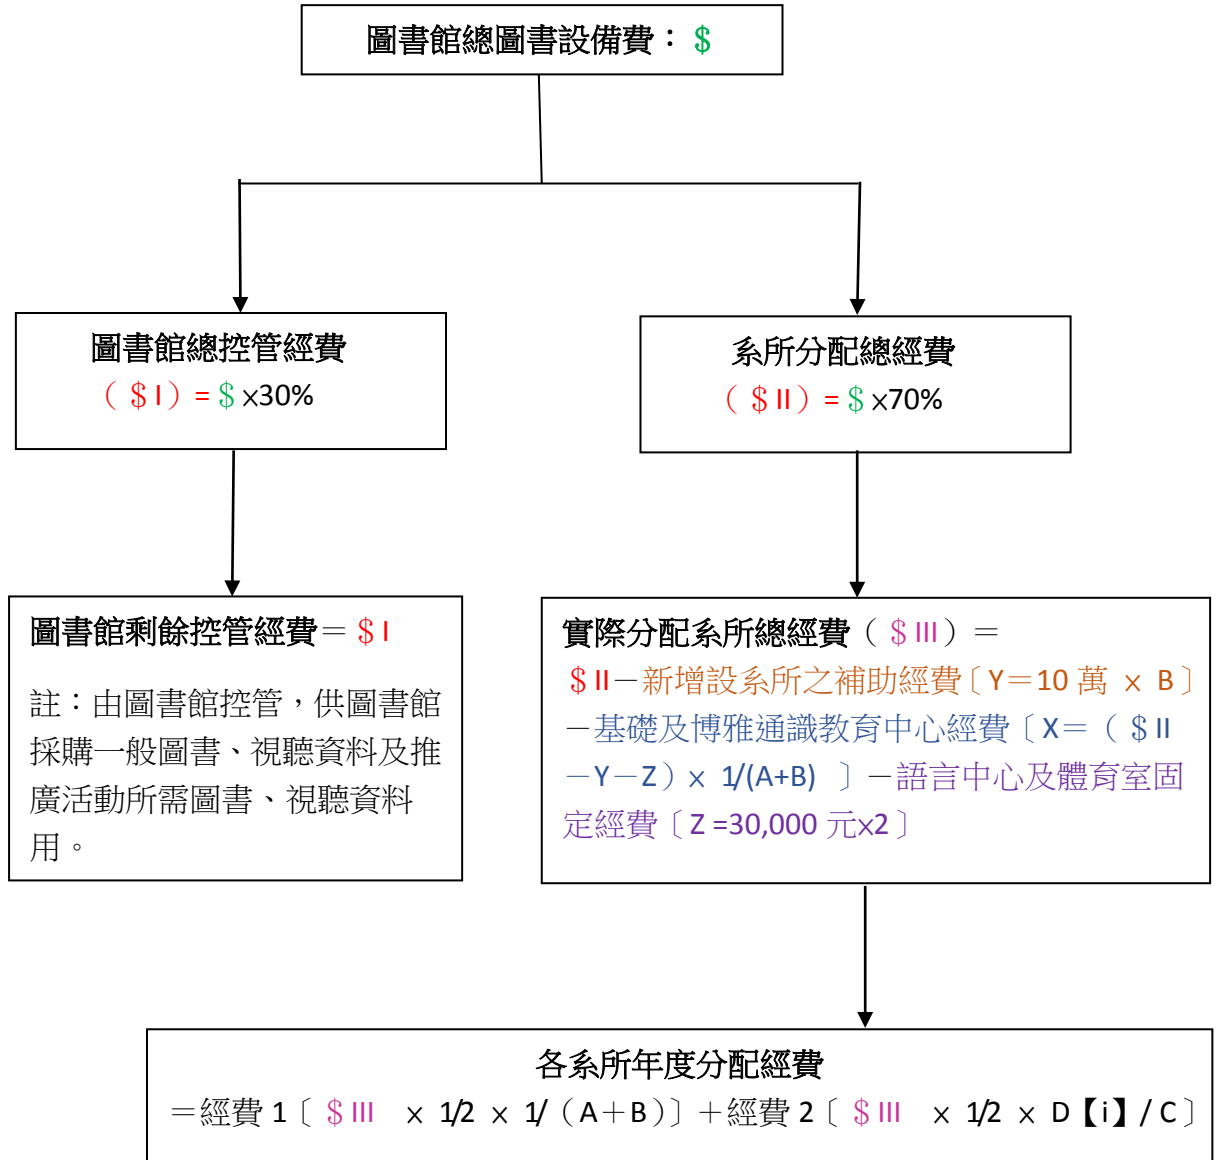 圖書館總圖書設備費：$
圖書館總控管經費
（$I）= $ ×30%
系所分配總經費
（$II）= $ ×70%
圖書館剩餘控管經費＝$I
註：由圖書館控管，供圖書館
採購一般圖書、視聽資料及推
廣活動所需圖書、視聽資料
用。
實際分配系所總經費（$III）＝
$II－新增設系所之補助經費〔Y＝10 萬 × B〕
－基礎及博雅通識教育中心經費〔X＝（$II
－Y－Z）× 1/(A+B) 〕－語言中心及體育室固
定經費〔Z =30,000 元×2〕
各系所年度分配經費
＝經費 1〔$III × 1/2 × 1/（A＋B）〕＋經費 2〔$III × 1/2 × D【i】/ C〕